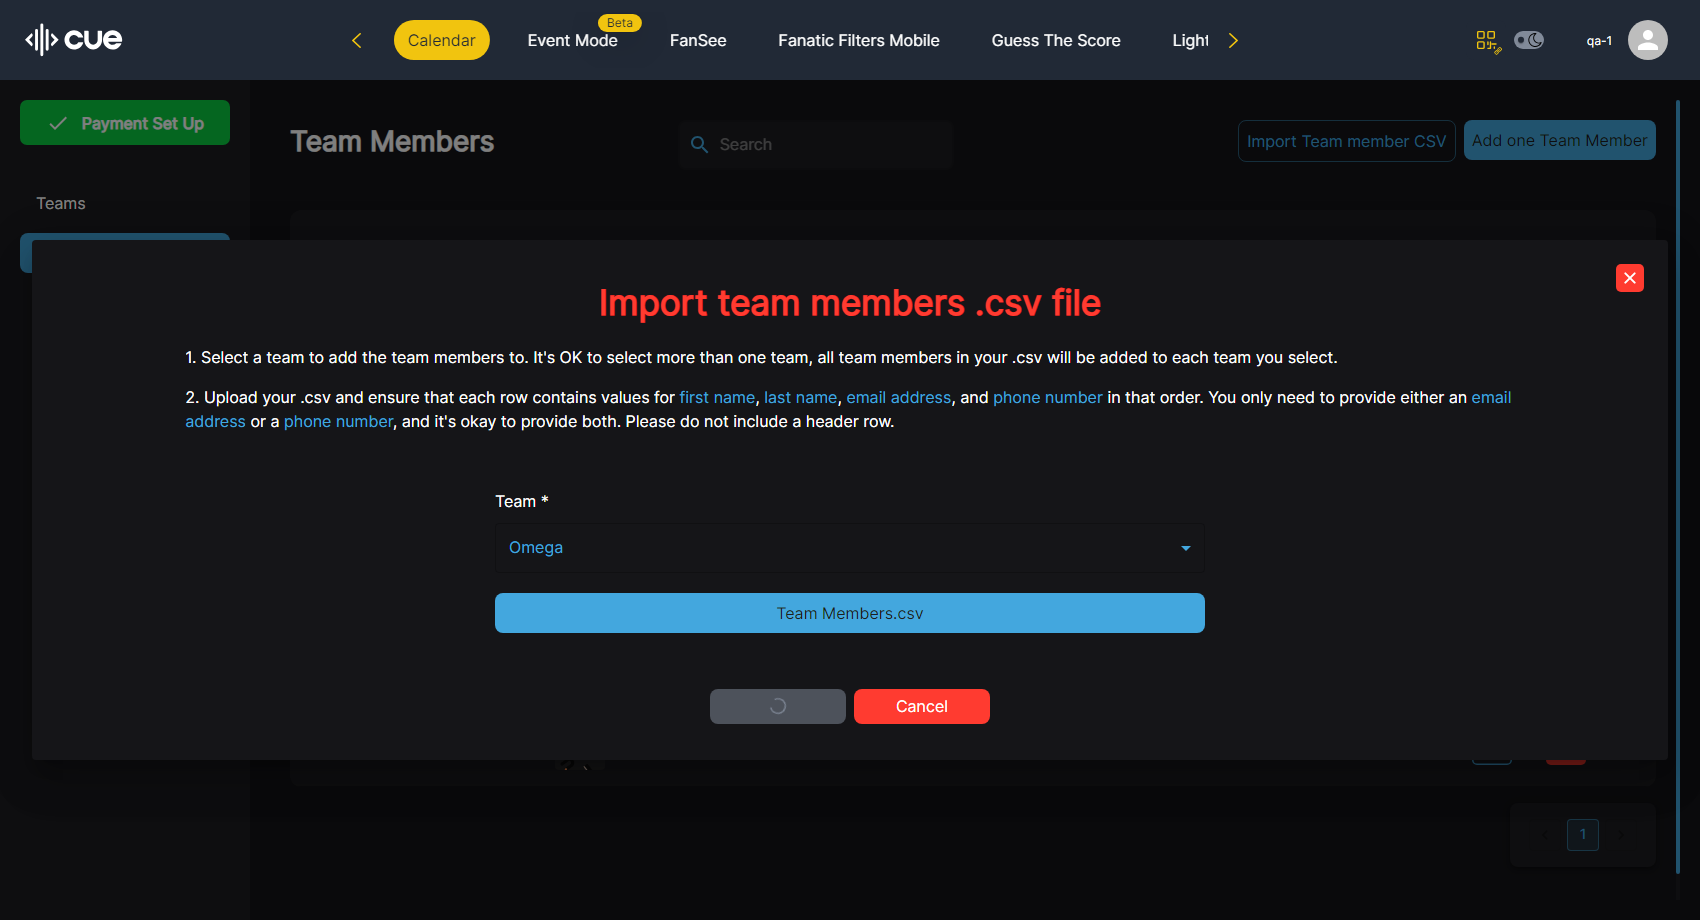 cue
Calendar
Event Mode
Beta
FanSee
Fanatic Filters Mobile
Guess The Score
Light
qa-1
Payment Set Up
Team Members
Search
Import Team member CSV
Add one Team Member
Teams
Import team members .csv file
1. Select a team to add the team members to. It's OK to select more than one team, all team members in your .csv will be added to each team you select.
2. Upload your .csv and ensure that each row contains values for first name, last name, email address, and phone number in that order. You only need to provide either an email
address or a phone number, and it's okay to provide both. Please do not include a header row.
Team *
Omega
Team Members.csv
Cancel
1